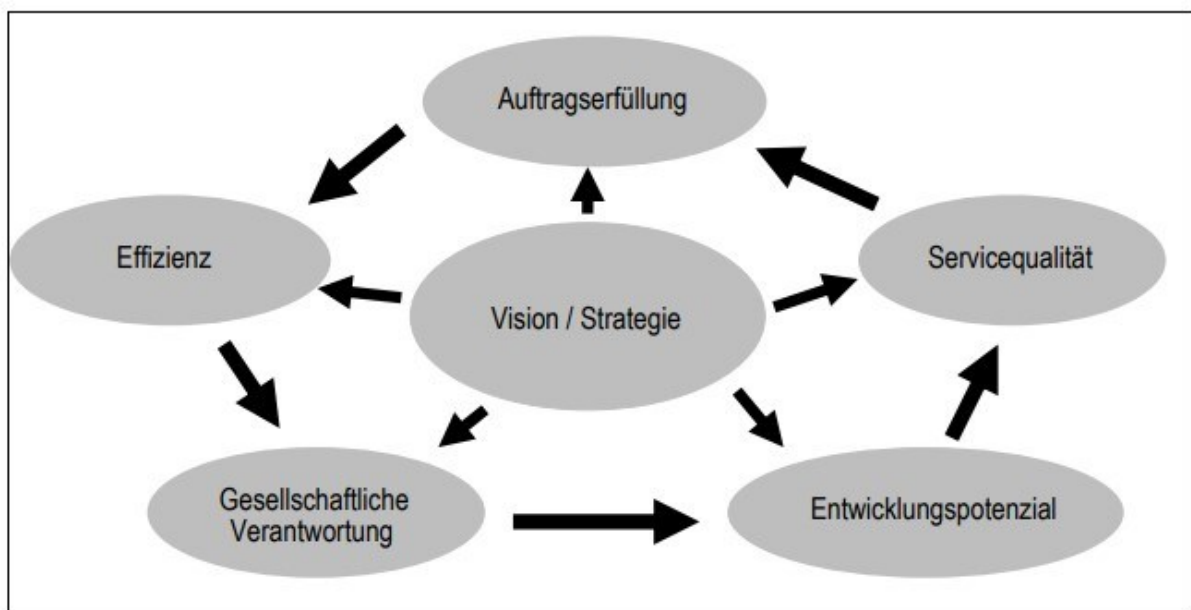 Auftragserfüllung
Effizienz
Servicequalität
Vision / Strategie
Gesellschaftliche
Verantwortung
Entwicklungspotenzial